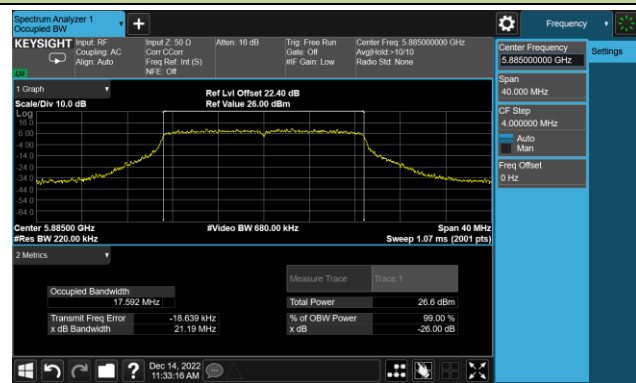 Spectrum Analyzer 1
Occupied BW
Frequency
KEYSIGHT
Input: RF
Coupling: AC
Align: Auto
Input Z: 50 Ω
Corr CCorr
Freq Ref: Int (S)
NFE: Off
Atten: 16 dB
Trig: Free Run
Gate: Off
#IF Gain: Low
Center Freq: 5.885000000 GHz
Avg|Hold:>10/10
Radio Std: None
Center Frequency
5.885000000 GHz
Settings
Span
40.000 MHz
CF Step
4.000000 MHz
Auto
Man
Freq Offset
0 Hz
1 Graph
Scale/Div 10.0 dB
Ref Lvl Offset 22.40 dB
Ref Value 26.00 dBm
Log
16.0
6.00
-4.00
-14.0
-24.0
-34.0
-44.0
-54.0
-64.0
Center 5.88500 GHz
#Video BW 680.00 kHz
Span 40 MHz
#Res BW 220.00 kHz
Sweep 1.07 ms (2001 pts)
2 Metrics
Measure Trace
Trace 1
Occupied Bandwidth
17.592 MHz
Total Power
26.6 dBm
Transmit Freq Error
-18.639 kHz
% of OBW Power
99.00 %
x dB Bandwidth
21.19 MHz
x dB
-26.00 dB
?
Dec 14, 2022
11:33:16 AM